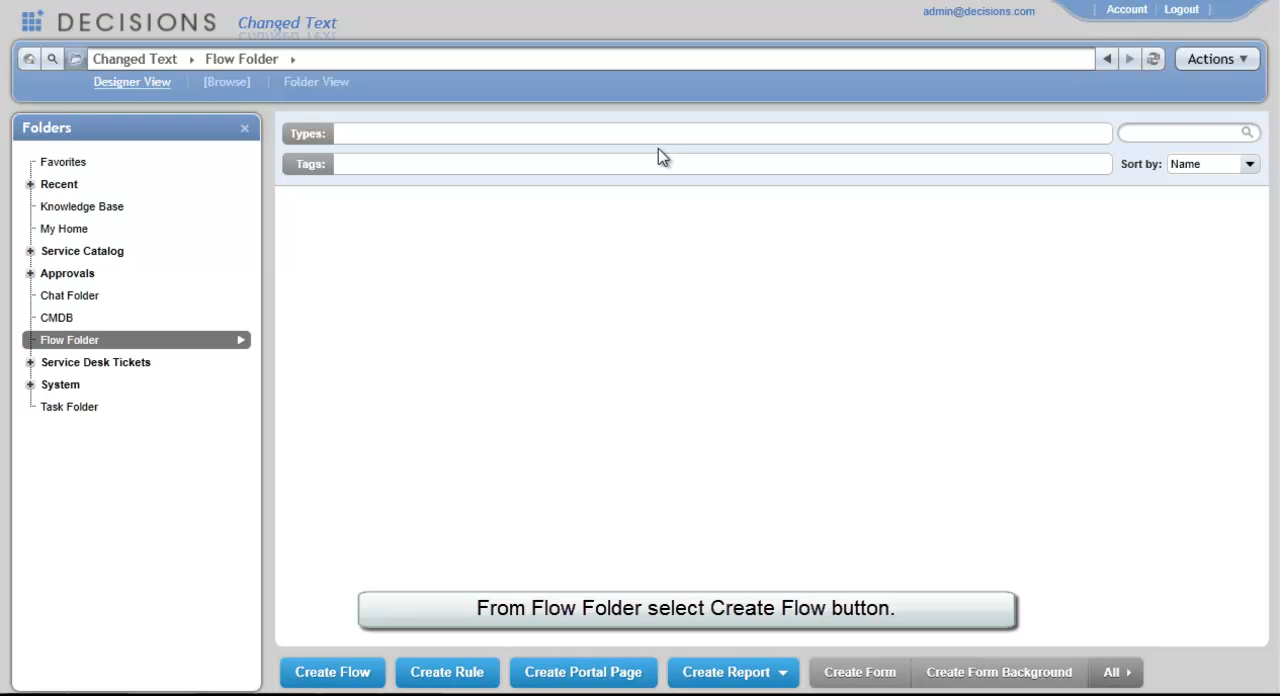 DECISIONS
Changed Text
admin@decisions.com
| Account | Logout |
Changed Text
Flow Folder
Actions
Designer View | [Browse] | Folder View
Folders
Favorites
Recent
Knowledge Base
My Home
Service Catalog
Approvals
Chat Folder
CMDB
Flow Folder
Service Desk Tickets
System
Task Folder
Types:
Tags:
Sort by: Name
From Flow Folder select Create Flow button.
Create Flow
Create Rule
Create Portal Page
Create Report
Create Form
Create Form Background
All